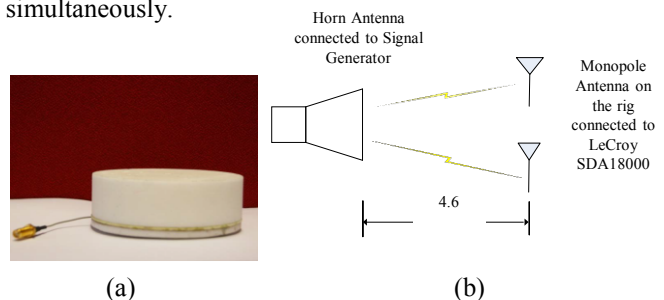 simultaneously.
Horn Antenna
connected to Signal
Generator
Monopole
Antenna on
the rig
connected to
LeCroy
SDA18000
4.6
(a)
(b)